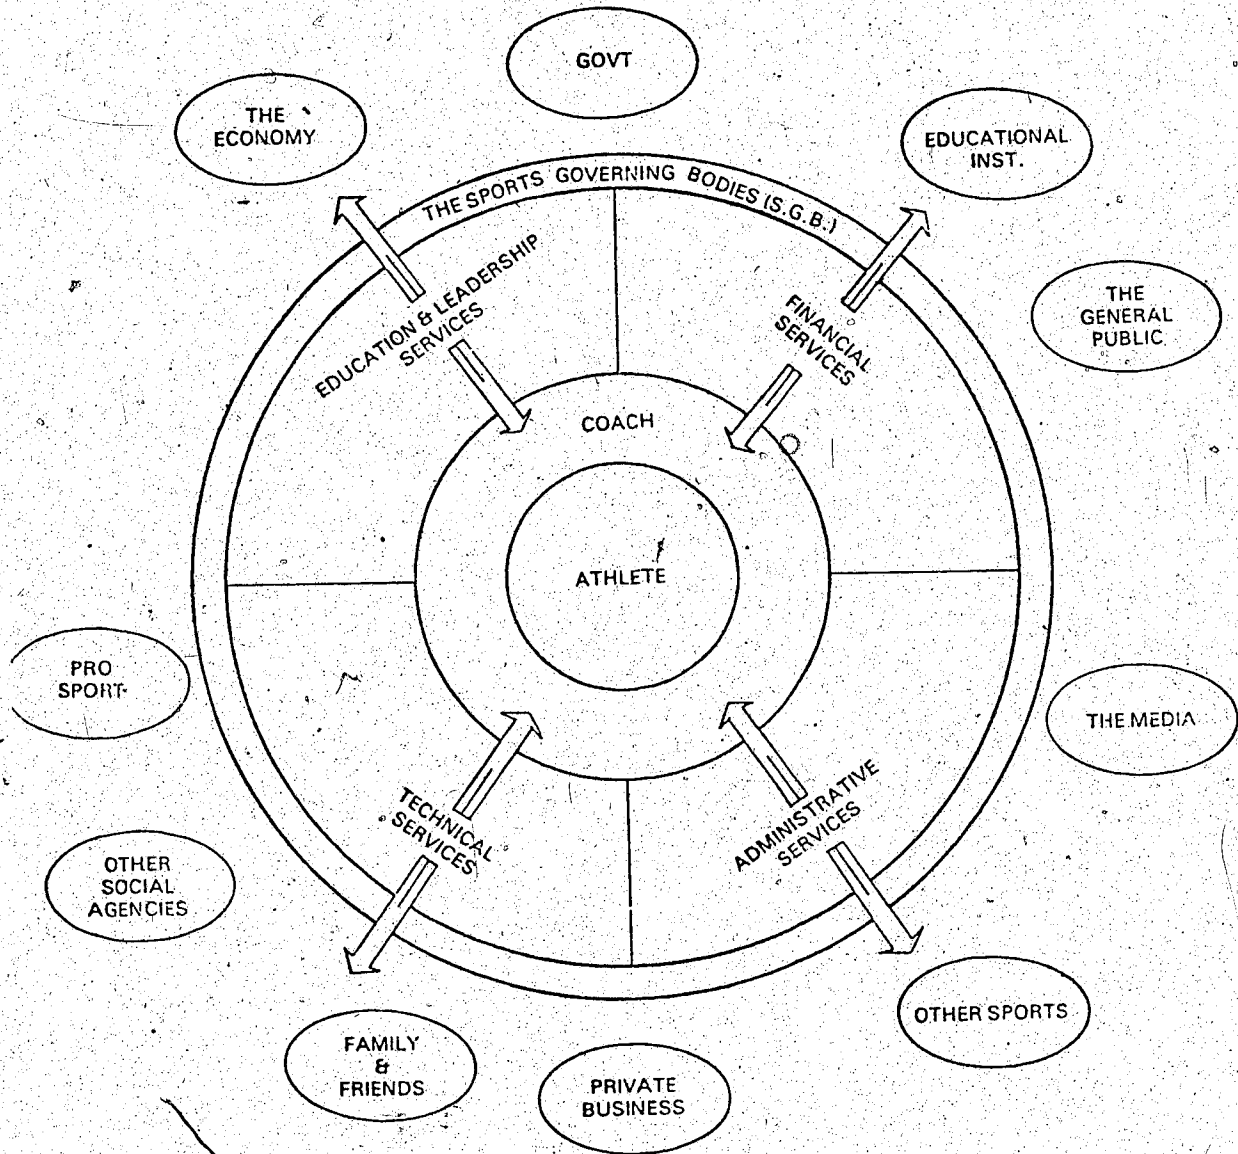 GOVT
THE
ECONOMY
EDUCATIONAL
INST.
THE SPORTS GOVERNING BODIES (S.G.B.)
EDUCATION & LEADERSHIP
SERVICES
FINANCIAL
SERVICES
THE
GENERAL
PUBLIC
COACH
ATHLETE
PRO
SPORT
THE MEDIA
TECHNICAL
SERVICES
ADMINISTRATIVE
SERVICES
OTHER
SOCIAL
AGENCIES
OTHER SPORTS
FAMILY
&
FRIENDS
PRIVATE
BUSINESS